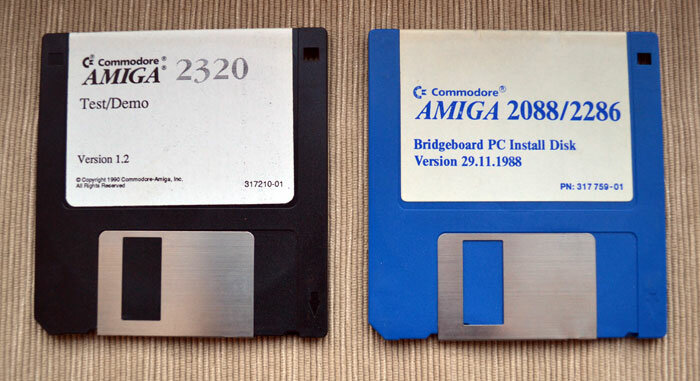 Commodore®
AMIGA® 2320
Test/Demo
Version 1.2
© Copyright 1990 Commodore-Amiga, Inc.
All Rights Reserved
317210-01
Commodore®
AMIGA 2088/2286
Bridgeboard PC Install Disk
Version 29.11.1988
PN: 317 759-01